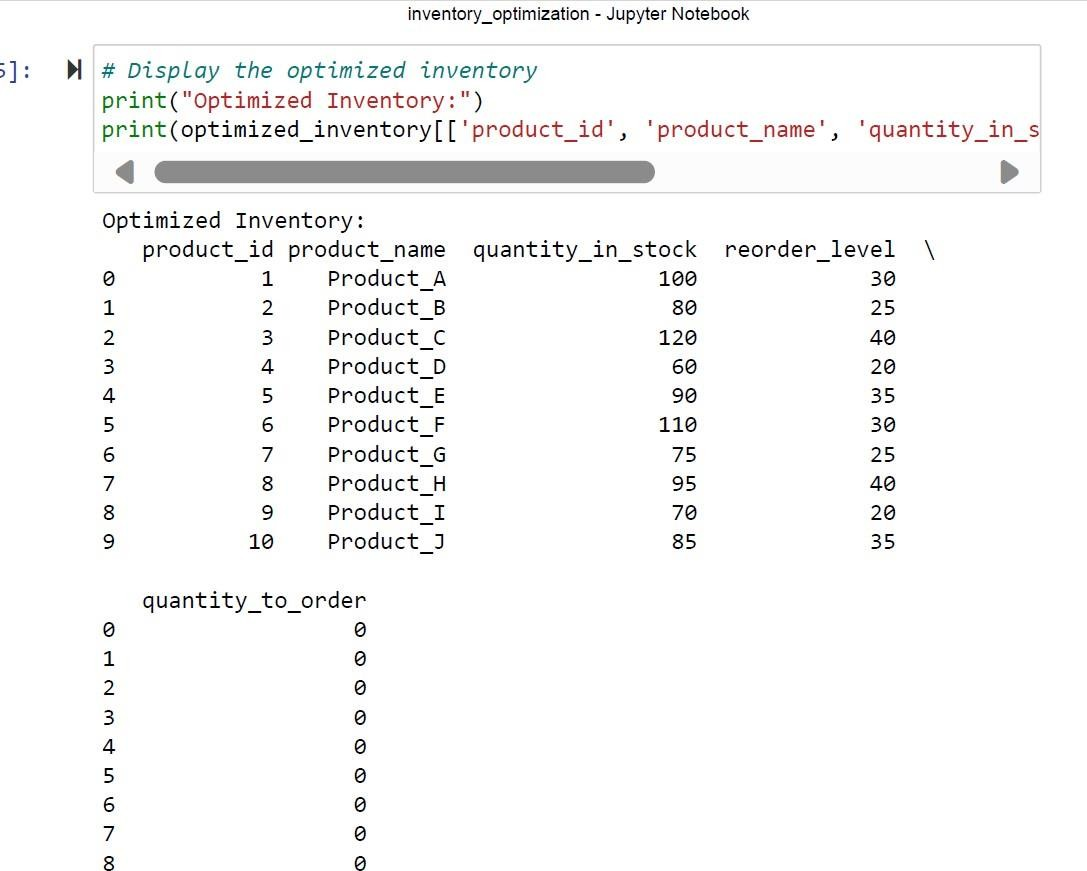 inventory_optimization - Jupyter Notebook
5]:
# Display the optimized inventory
print("Optimized Inventory:")
print(optimized_inventory[['product_id', 'product_name', 'quantity_in_s
Optimized Inventory:
   product_id product_name  quantity_in_stock  reorder_level  \
0           1    Product_A                100             30
1           2    Product_B                 80             25
2           3    Product_C                120             40
3           4    Product_D                 60             20
4           5    Product_E                 90             35
5           6    Product_F                110             30
6           7    Product_G                 75             25
7           8    Product_H                 95             40
8           9    Product_I                 70             20
9          10    Product_J                 85             35
   quantity_to_order
0                  0
1                  0
2                  0
3                  0
4                  0
5                  0
6                  0
7                  0
8                  0